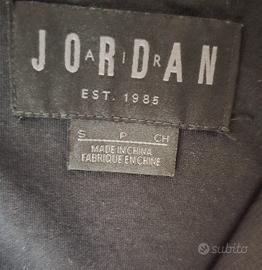 JORDAN
AIR
EST. 1985
S P CH
MADE IN CHINA
FABRIQUE EN CHINE
subito